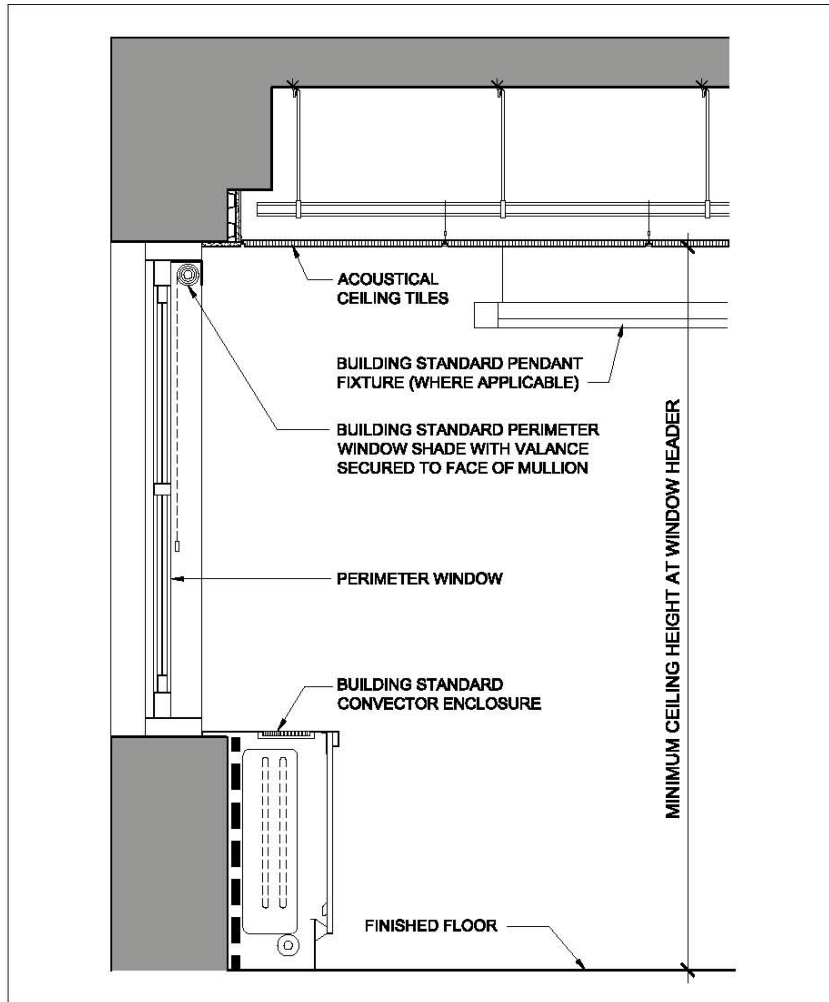 ACOUSTICAL
CEILING TILES
BUILDING STANDARD PENDANT
FIXTURE (WHERE APPLICABLE)
BUILDING STANDARD PERIMETER
WINDOW SHADE WITH VALANCE
SECURED TO FACE OF MULLION
MINIMUM CEILING HEIGHT AT WINDOW HEADER
PERIMETER WINDOW
BUILDING STANDARD
CONVECTOR ENCLOSURE
FINISHED FLOOR